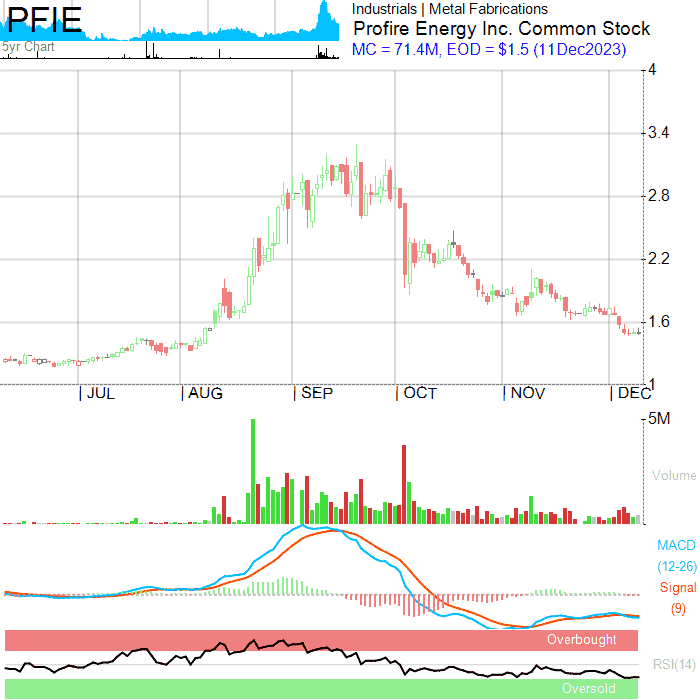 PFIE
5yr Chart
Industrials | Metal Fabrications
Profire Energy Inc. Common Stock
MC = 71.4M, EOD = $1.5 (11Dec2023)
4
3.4
2.8
2.2
1.6
1
| JUL | AUG | SEP | OCT | NOV | DEC
5M
Volume
MACD
(12-26)
Signal
(9)
Overbought
RSI(14)
Oversold